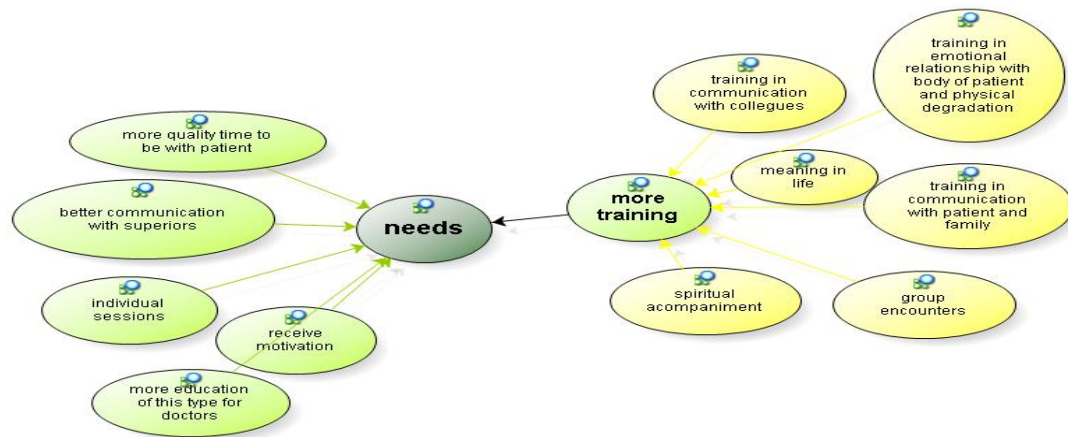 more quality time to
be with patient
better communication
with superiors
individual
sessions
receive
motivation
more education
of this type for
doctors
needs
more
training
training in
communication
with collegues
training in
emotional
relationship with
body of patient
and physical
degradation
meaning in
life
training in
communication
with patient and
family
spiritual
acompaniment
group
encounters